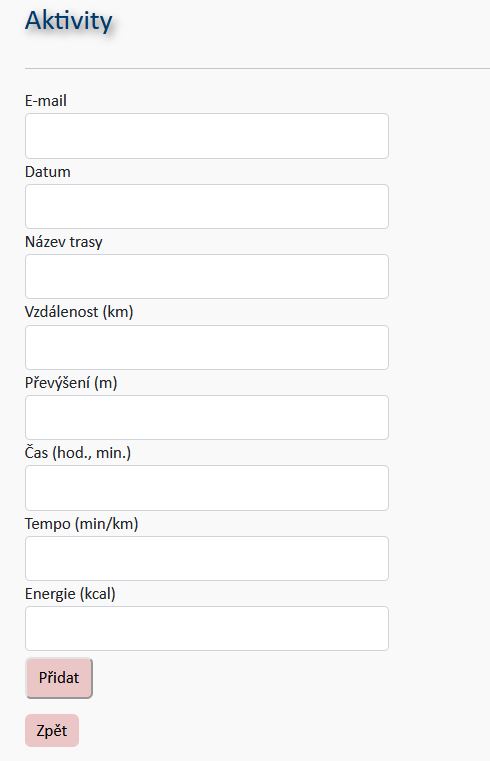 Aktivity
E-mail
Datum
Název trasy
Vzdálenost (km)
Převýšení (m)
Čas (hod., min.)
Tempo (min/km)
Energie (kcal)
Přidat
Zpět